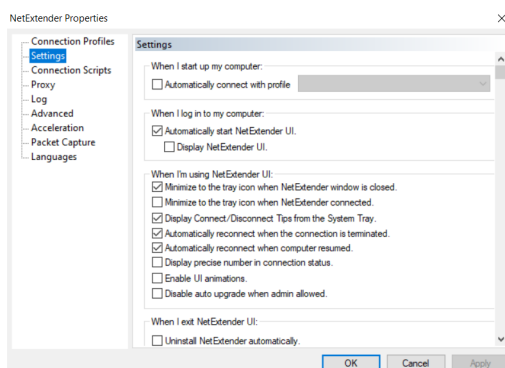 NetExtender Properties
Connection Profiles
Settings
Connection Scripts
Proxy
Log
Advanced
Acceleration
Packet Capture
Languages
Settings
When I start up my computer:
Automatically connect with profile
When I log in to my computer:
Automatically start NetExtender UI.
Display NetExtender UI.
When I'm using NetExtender UI:
Minimize to the tray icon when NetExtender window is closed.
Minimize to the tray icon when NetExtender connected.
Display Connect/Disconnect Tips from the System Tray.
Automatically reconnect when the connection is terminated.
Automatically reconnect when computer resumed.
Display precise number in connection status.
Enable UI animations.
Disable auto upgrade when admin allowed.
When I exit NetExtender UI:
Uninstall NetExtender automatically.
OK Cancel Apply